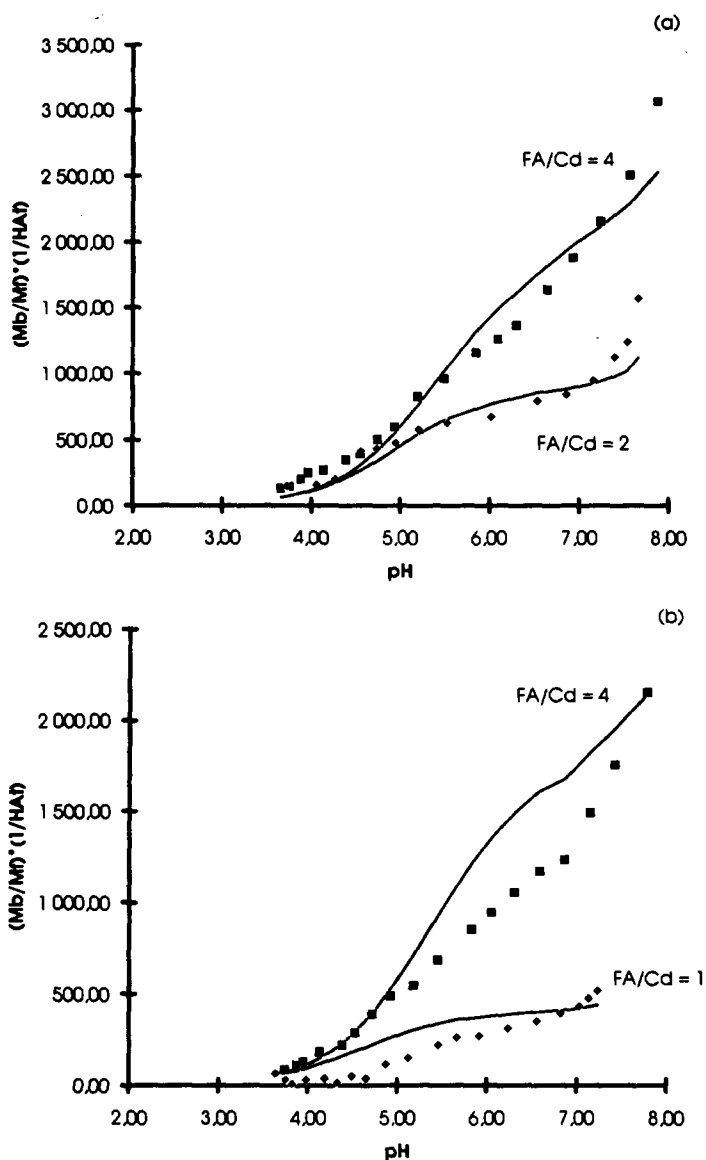 (a)
3 500,00
3 000,00
2 500,00
2 000,00
1 500,00
1 000,00
500,00
0,00
(Mb/Mf)*(1/HAf)
FA/Cd = 4
FA/Cd = 2
2,00 3,00 4,00 5,00 6,00 7,00 8,00
pH
(b)
2 500,00
2 000,00
1 500,00
1 000,00
500,00
0,00
(Mb/Mf)*(1/HAf)
FA/Cd = 4
FA/Cd = 1
2,00 3,00 4,00 5,00 6,00 7,00 8,00
pH